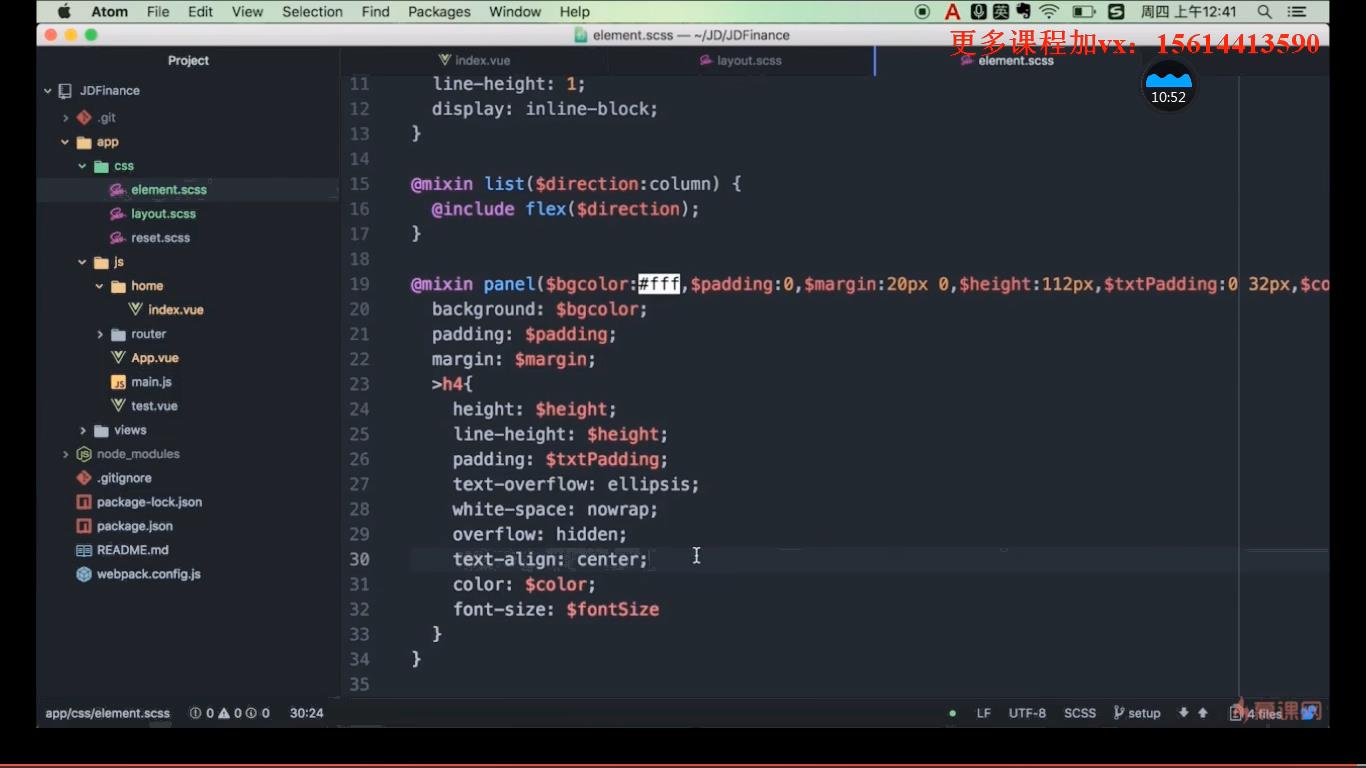 Atom File Edit View Selection Find Packages Window Help
A 英 S 周四 上午12:41
element.scss — ~/JD/JDFinance
更多课程加vx：15614413590
Project
index.vue
layout.scss
element.scss
10:52
JDFinance
.git
app
css
element.scss
layout.scss
reset.scss
js
home
index.vue
router
App.vue
JS main.js
test.vue
views
node_modules
.gitignore
package-lock.json
package.json
README.md
webpack.config.js
11 line-height: 1;
12 display: inline-block;
13 }
14
15 @mixin list($direction:column) {
16 @include flex($direction);
17 }
18
19 @mixin panel($bgcolor:#fff,$padding:0,$margin:20px 0,$height:112px,$txtPadding:0 32px,$co
20 background: $bgcolor;
21 padding: $padding;
22 margin: $margin;
23 >h4{
24 height: $height;
25 line-height: $height;
26 padding: $txtPadding;
27 text-overflow: ellipsis;
28 white-space: nowrap;
29 overflow: hidden;
30 text-align: center;
31 color: $color;
32 font-size: $fontSize
33 }
34 }
35
app/css/element.scss 0 0 0 30:24
LF UTF-8 SCSS setup 4 files
慕课网